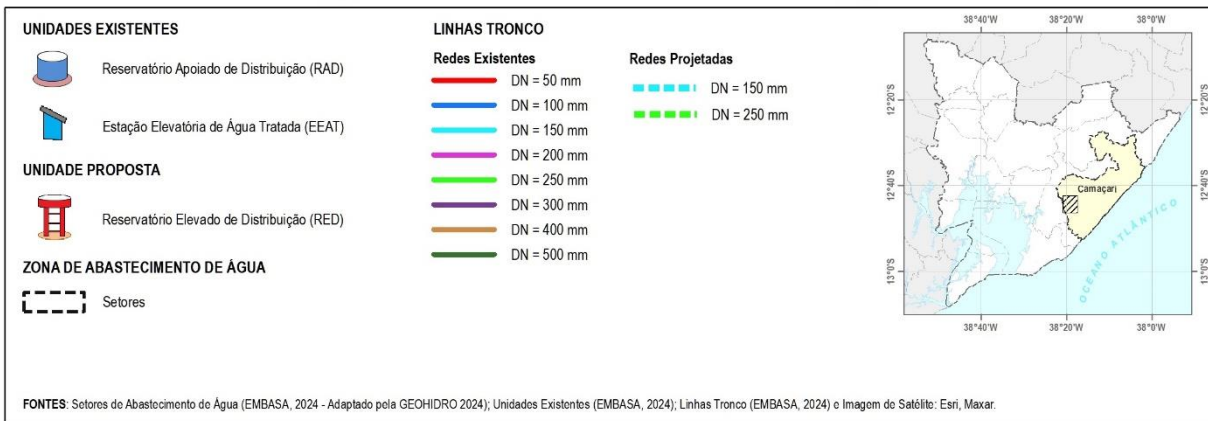 UNIDADES EXISTENTES
Reservatório Apoiado de Distribuição (RAD)
Estação Elevatória de Água Tratada (EEAT)
UNIDADE PROPOSTA
Reservatório Elevado de Distribuição (RED)
ZONA DE ABASTECIMENTO DE ÁGUA
Setores
LINHAS TRONCO
Redes Existentes
DN = 50 mm
DN = 100 mm
DN = 150 mm
DN = 200 mm
DN = 250 mm
DN = 300 mm
DN = 400 mm
DN = 500 mm
Redes Projetadas
DN = 150 mm
DN = 250 mm
38°40'W 38°20'W 38°0'W
12°20'S 12°20'S
12°40'S 12°40'S
13°0'S 13°0'S
Camaçari
OCEANO ATLÂNTICO
38°40'W 38°20'W 38°0'W
FONTES: Setores de Abastecimento de Água (EMBASA, 2024 - Adaptado pela GEOHIDRO 2024); Unidades Existentes (EMBASA, 2024); Linhas Tronco (EMBASA, 2024) e Imagem de Satélite: Esri, Maxar.